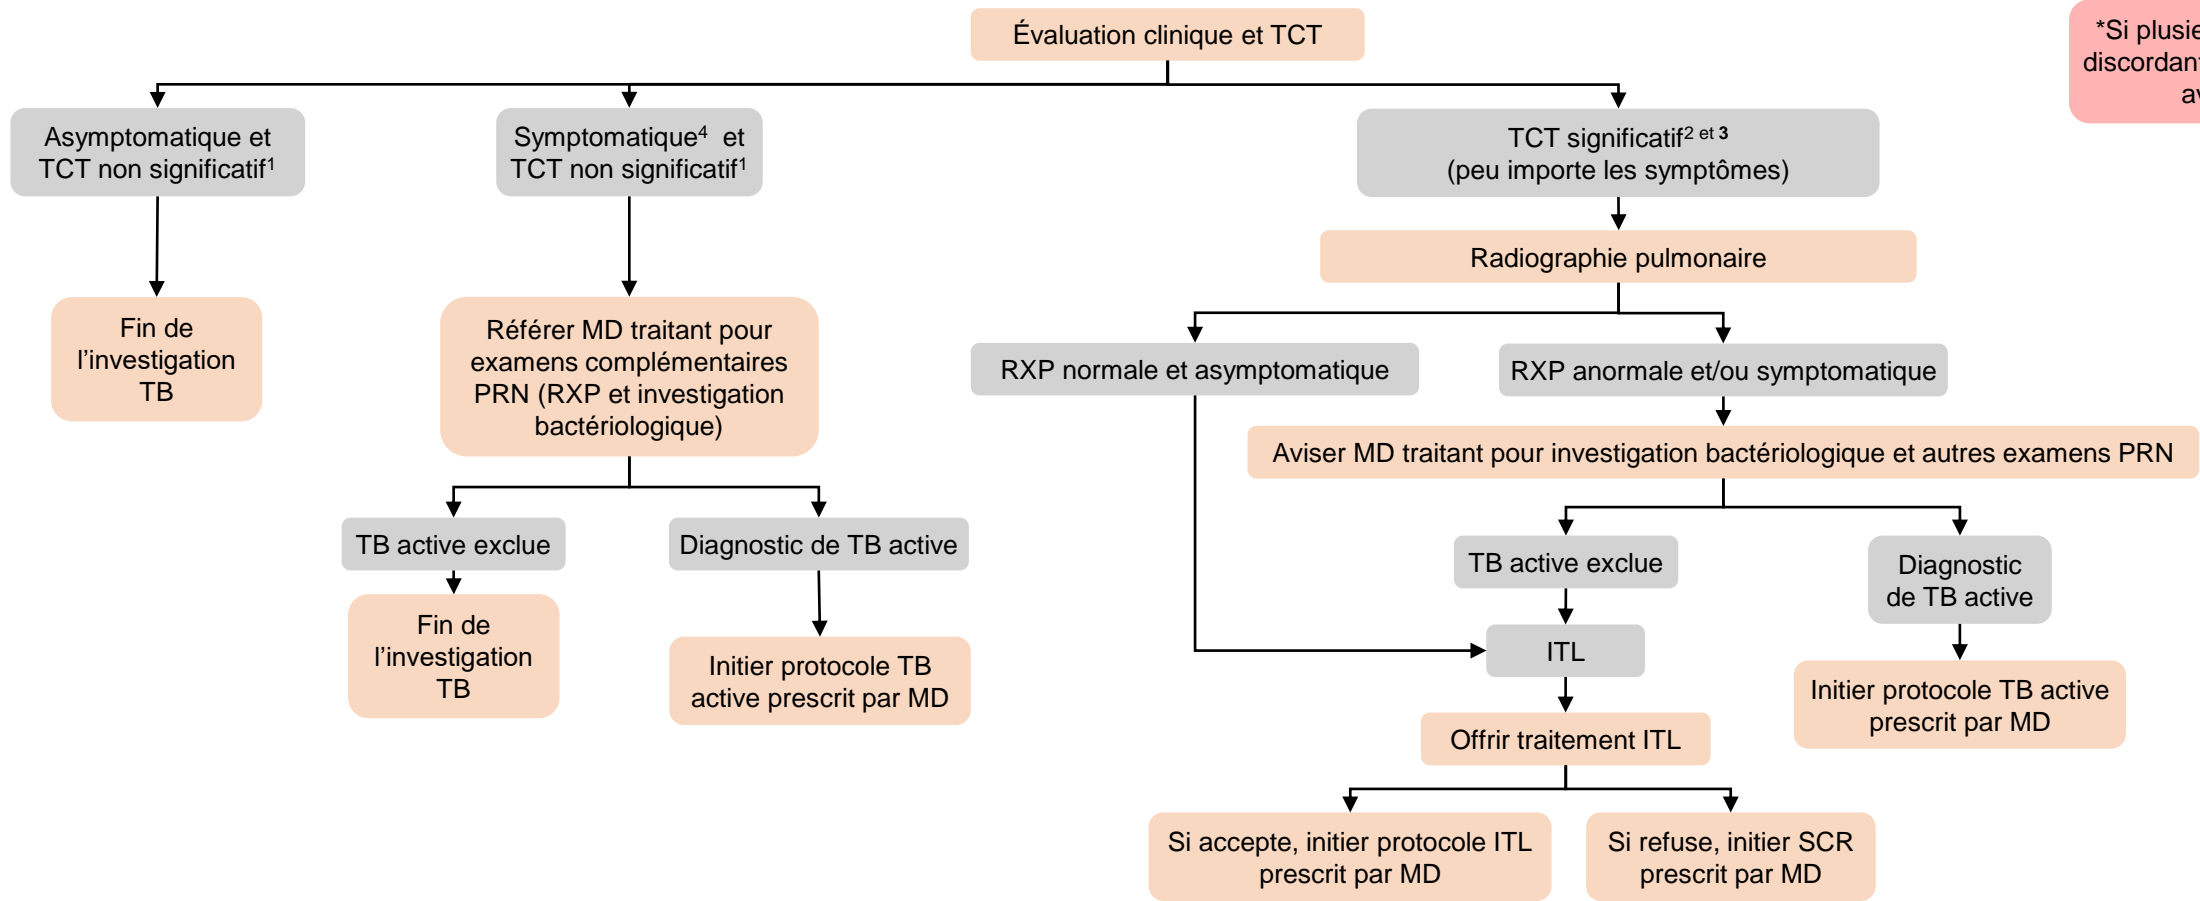 Évaluation clinique et TCT
*Si plusie
discordant
av
Asymptomatique et
TCT non significatif¹
Symptomatique⁴ et
TCT non significatif¹
TCT significatif² ᵉᵗ ³
(peu importe les symptômes)
Radiographie pulmonaire
Fin de
l’investigation
TB
Référer MD traitant pour
examens complémentaires
PRN (RXP et investigation
bactériologique)
RXP normale et asymptomatique
RXP anormale et/ou symptomatique
Aviser MD traitant pour investigation bactériologique et autres examens PRN
TB active exclue
Diagnostic de TB active
TB active exclue
Diagnostic
de TB active
Fin de
l’investigation
TB
Initier protocole TB
active prescrit par MD
ITL
Initier protocole TB active
prescrit par MD
Offrir traitement ITL
Si accepte, initier protocole ITL
prescrit par MD
Si refuse, initier SCR
prescrit par MD